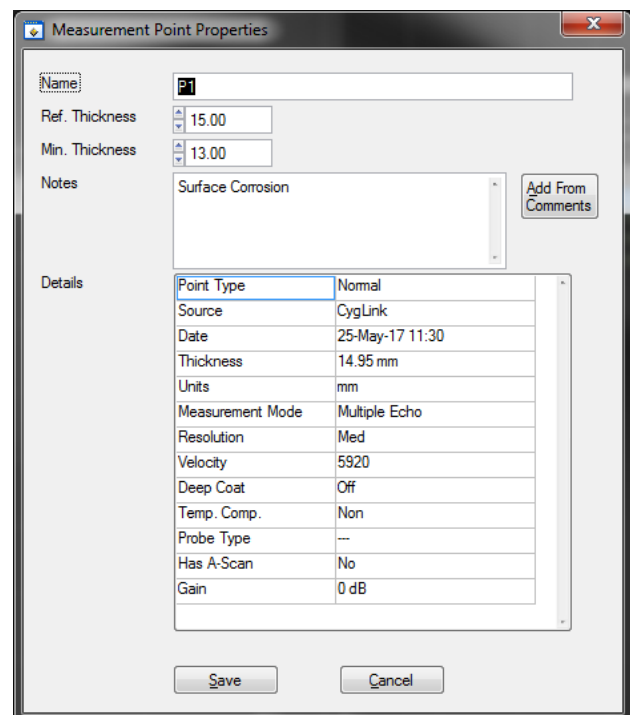 Measurement Point Properties
Name P1
Ref. Thickness 15.00
Min. Thickness 13.00
Notes Surface Corrosion Add From
Comments
Details Point Type Normal
Source CygLink
Date 25-May-17 11:30
Thickness 14.95 mm
Units mm
Measurement Mode Multiple Echo
Resolution Med
Velocity 5920
Deep Coat Off
Temp. Comp. Non
Probe Type ---
Has A-Scan No
Gain 0 dB
Save Cancel